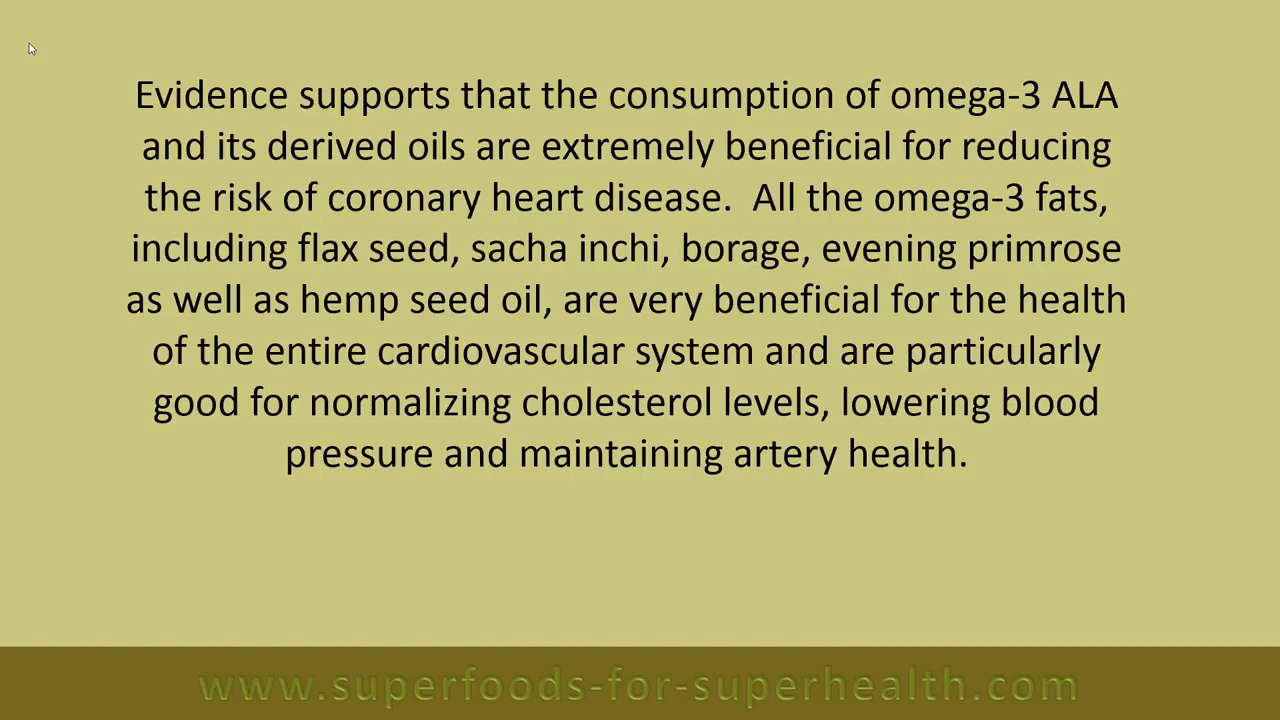 Evidence supports that the consumption of omega-3 ALA
and its derived oils are extremely beneficial for reducing
the risk of coronary heart disease.  All the omega-3 fats,
including flax seed, sacha inchi, borage, evening primrose
as well as hemp seed oil, are very beneficial for the health
of the entire cardiovascular system and are particularly
good for normalizing cholesterol levels, lowering blood
pressure and maintaining artery health.
www.superfoods-for-superhealth.com